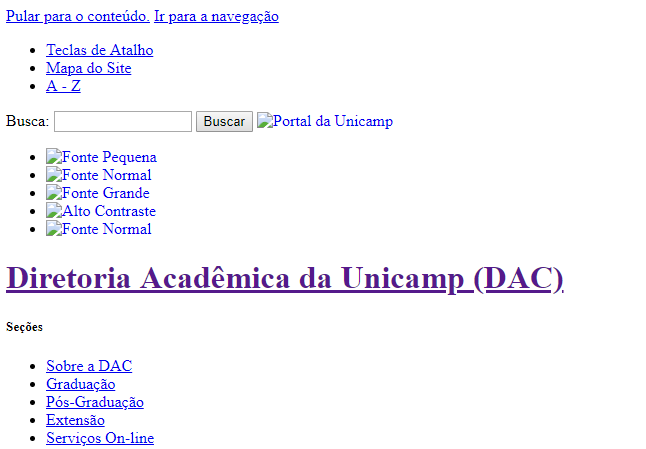 Pular para o conteúdo. Ir para a navegação
Teclas de Atalho
Mapa do Site
A - Z
Busca: Buscar Portal da Unicamp
Fonte Pequena
Fonte Normal
Fonte Grande
Alto Contraste
Fonte Normal
Diretoria Acadêmica da Unicamp (DAC)
Seções
Sobre a DAC
Graduação
Pós-Graduação
Extensão
Serviços On-line